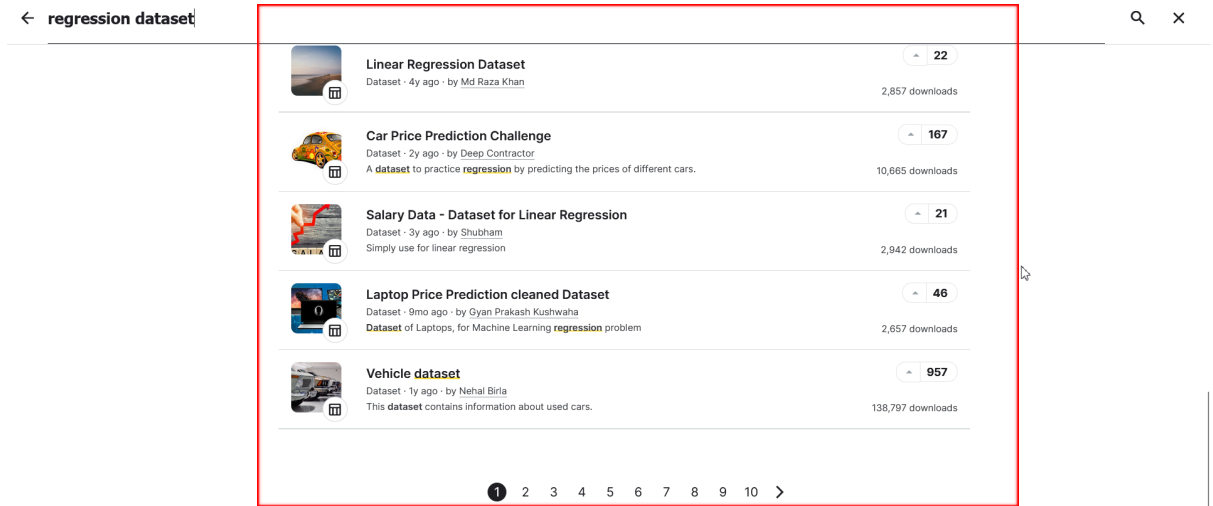 regression dataset
Linear Regression Dataset
22
Dataset · 4y ago · by Md Raza Khan
2,857 downloads
Car Price Prediction Challenge
167
Dataset · 2y ago · by Deep Contractor
A dataset to practice regression by predicting the prices of different cars.
10,665 downloads
Salary Data - Dataset for Linear Regression
21
Dataset · 3y ago · by Shubham
Simply use for linear regression
2,942 downloads
Laptop Price Prediction cleaned Dataset
46
Dataset · 9mo ago · by Gyan Prakash Kushwaha
Dataset of Laptops, for Machine Learning regression problem
2,657 downloads
Vehicle dataset
957
Dataset · 1y ago · by Nehal Birla
This dataset contains information about used cars.
138,797 downloads
1 2 3 4 5 6 7 8 9 10